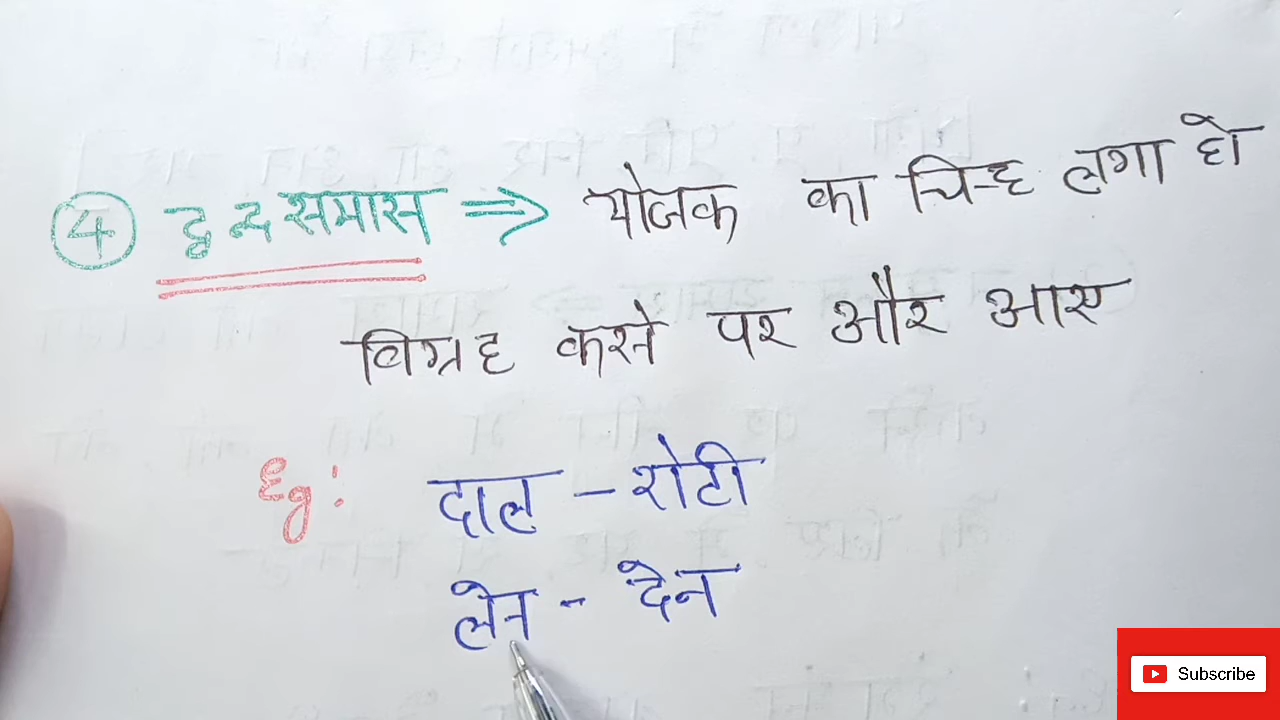 ④ द्वन्द समास ⇒ योजक का चिन्ह लगा हो
विग्रह करने पर और आए
Eg: दाल - रोटी
लेन - देन
Subscribe